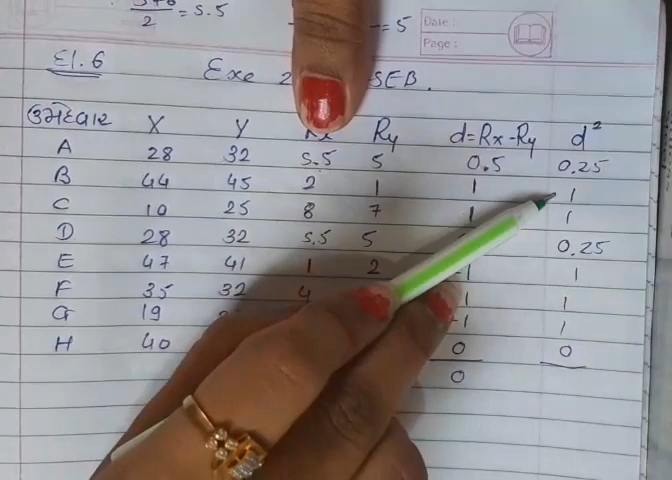 2 = 5.5
= 5
Date :
Page :
દા.6 Exe 2 SEB.
ઉમેદવાર X Y Rx Ry d=Rx-Ry d²
A 28 32 5.5 5 0.5 0.25
B 44 45 2 1 1 1
C 10 25 8 7 1 1
D 28 32 5.5 5 0.25
E 47 41 1 2 -1 1
F 35 32 4 1 1
G 19 -1 1
H 40 0 0
0